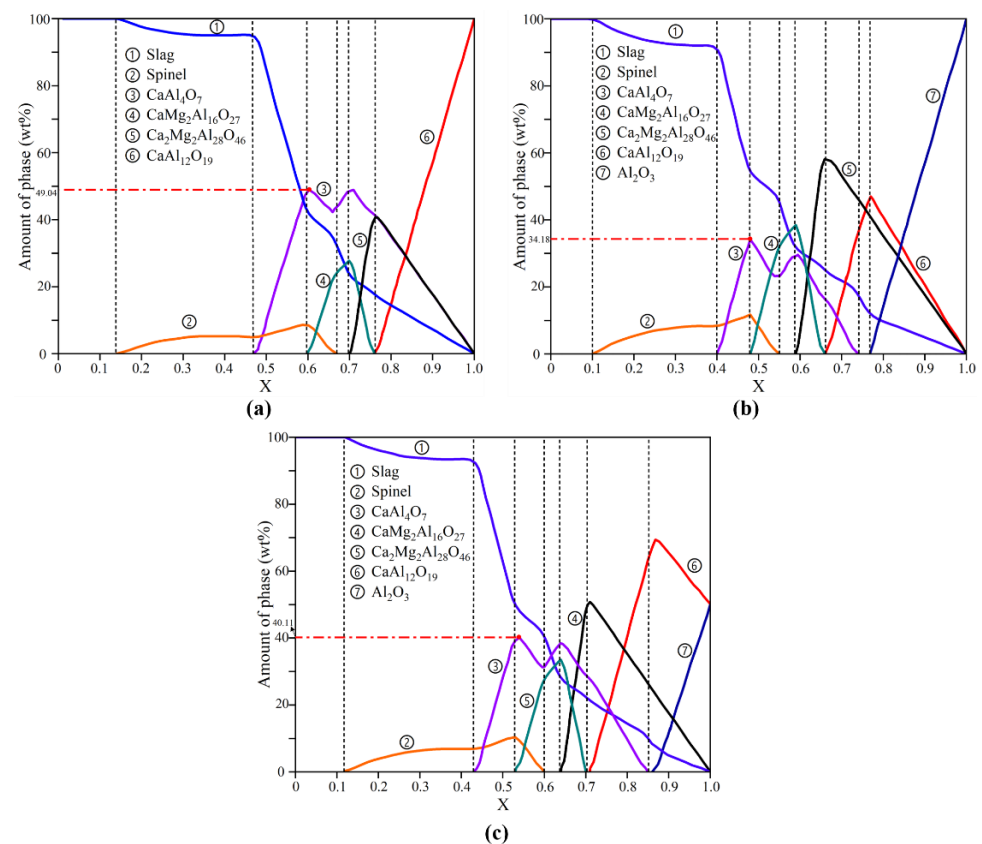 100
80
60
49.04
40
20
0
Amount of phase (wt%)
① Slag
② Spinel
③ CaAl₄O₇
④ CaMg₂Al₁₆O₂₇
⑤ Ca₂Mg₂Al₂₈O₄₆
⑥ CaAl₁₂O₁₉
①
②
③
④
⑤
⑥
0 0.1 0.2 0.3 0.4 0.5 0.6 0.7 0.8 0.9 1.0
X
(a)
100
80
60
40
34.18
20
0
Amount of phase (wt%)
① Slag
② Spinel
③ CaAl₄O₇
④ CaMg₂Al₁₆O₂₇
⑤ Ca₂Mg₂Al₂₈O₄₆
⑥ CaAl₁₂O₁₉
⑦ Al₂O₃
①
②
③
④
⑤
⑥
⑦
0 0.1 0.2 0.3 0.4 0.5 0.6 0.7 0.8 0.9 1.0
X
(b)
100
80
60
40.11
40
20
0
Amount of phase (wt%)
① Slag
② Spinel
③ CaAl₄O₇
④ CaMg₂Al₁₆O₂₇
⑤ Ca₂Mg₂Al₂₈O₄₆
⑥ CaAl₁₂O₁₉
⑦ Al₂O₃
①
②
③
⑤
④
⑥
⑦
0 0.1 0.2 0.3 0.4 0.5 0.6 0.7 0.8 0.9 1.0
X
(c)